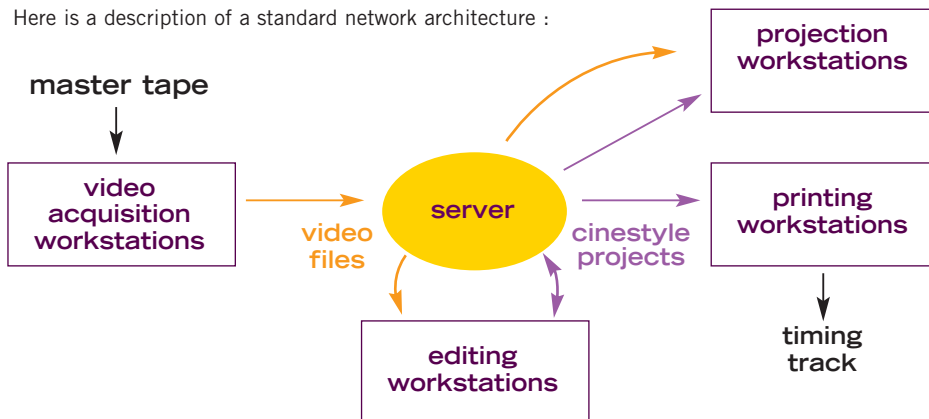 Here is a description of a standard network architecture :
master tape
video
acquisition
workstations
video
files
server
cinestyle
projects
projection
workstations
printing
workstations
timing
track
editing
workstations